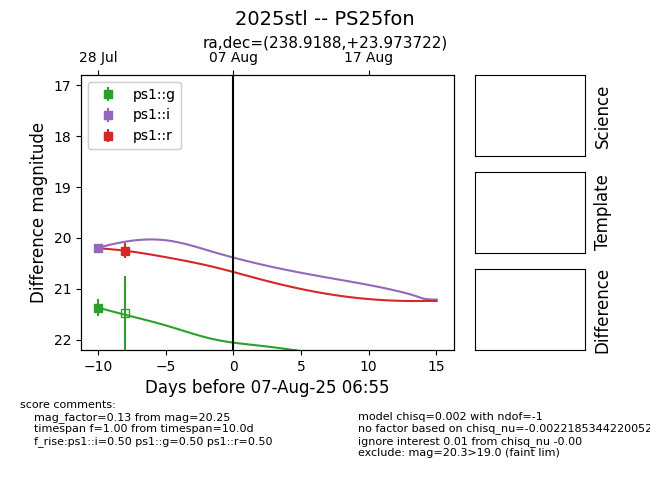 2025stl -- PS25fon
ra,dec=(238.9188,+23.973722)
28 Jul
07 Aug
17 Aug
ps1::g
ps1::i
ps1::r
17
18
19
20
21
22
Difference magnitude
−10
−5
0
5
10
15
Days before 07-Aug-25 06:55
Science
Template
Difference
score comments:
mag_factor=0.13 from mag=20.25
timespan f=1.00 from timespan=10.0d
f_rise:ps1::i=0.50 ps1::g=0.50 ps1::r=0.50
model chisq=0.002 with ndof=-1
no factor based on chisq_nu=-0.0022185344220052
ignore interest 0.01 from chisq_nu -0.00
exclude: mag=20.3>19.0 (faint lim)